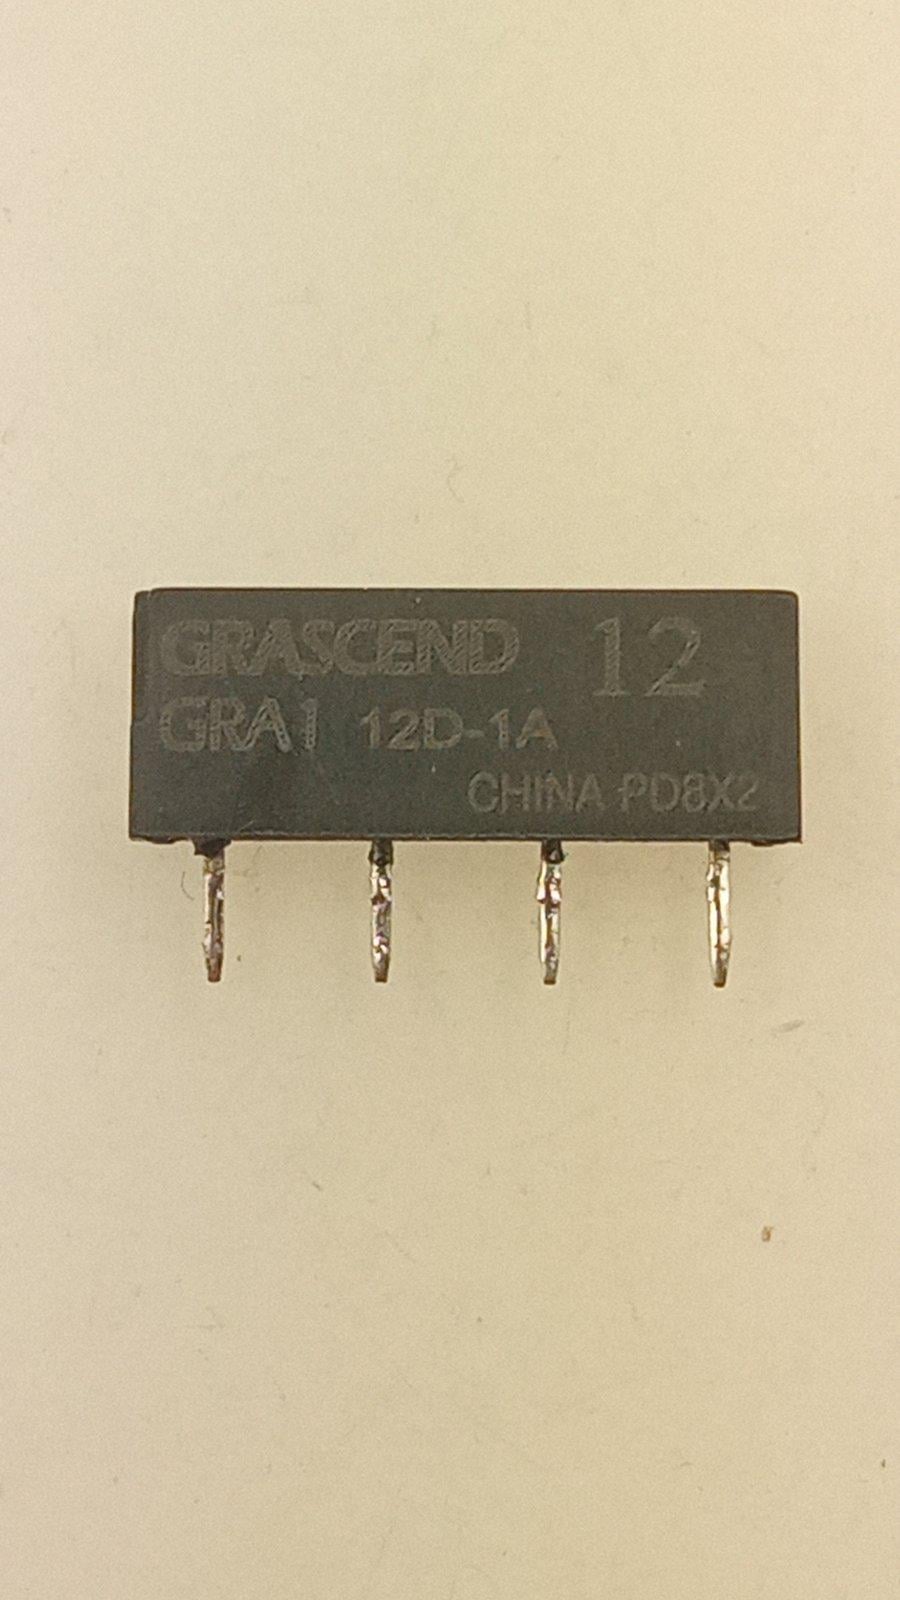 GRASCEND 12
GRA1 12D-1A
CHINA PD8X2